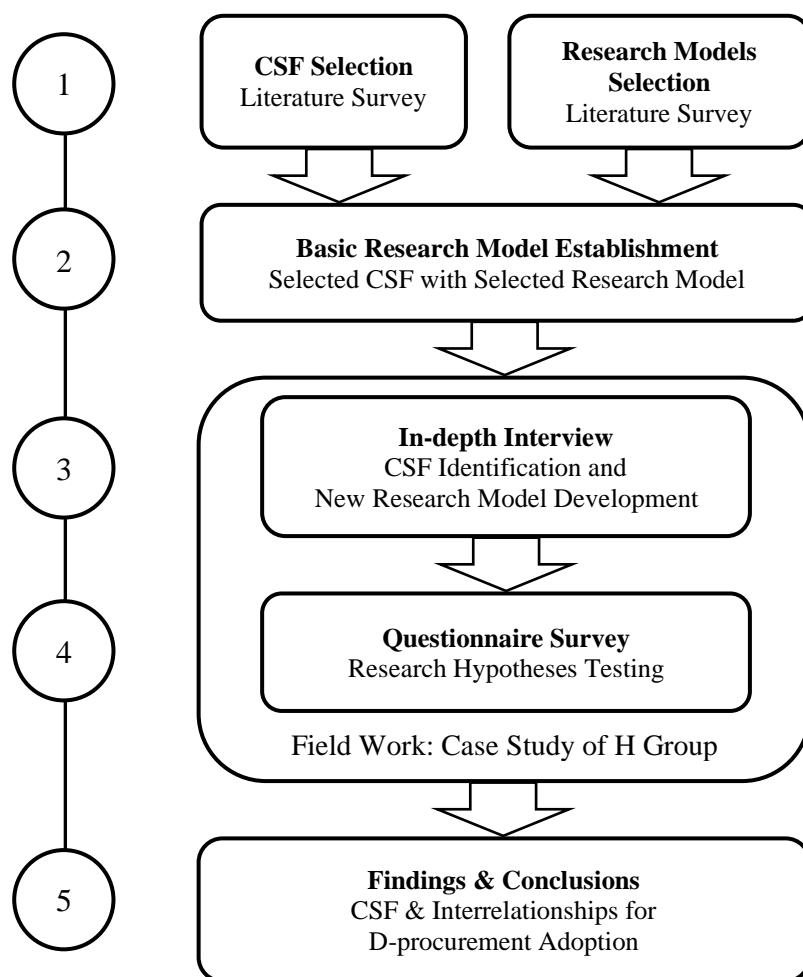 1
CSF Selection
Literature Survey
Research Models
Selection
Literature Survey
2
Basic Research Model Establishment
Selected CSF with Selected Research Model
3
In-depth Interview
CSF Identification and
New Research Model Development
4
Questionnaire Survey
Research Hypotheses Testing
Field Work: Case Study of H Group
5
Findings & Conclusions
CSF & Interrelationships for
D-procurement Adoption